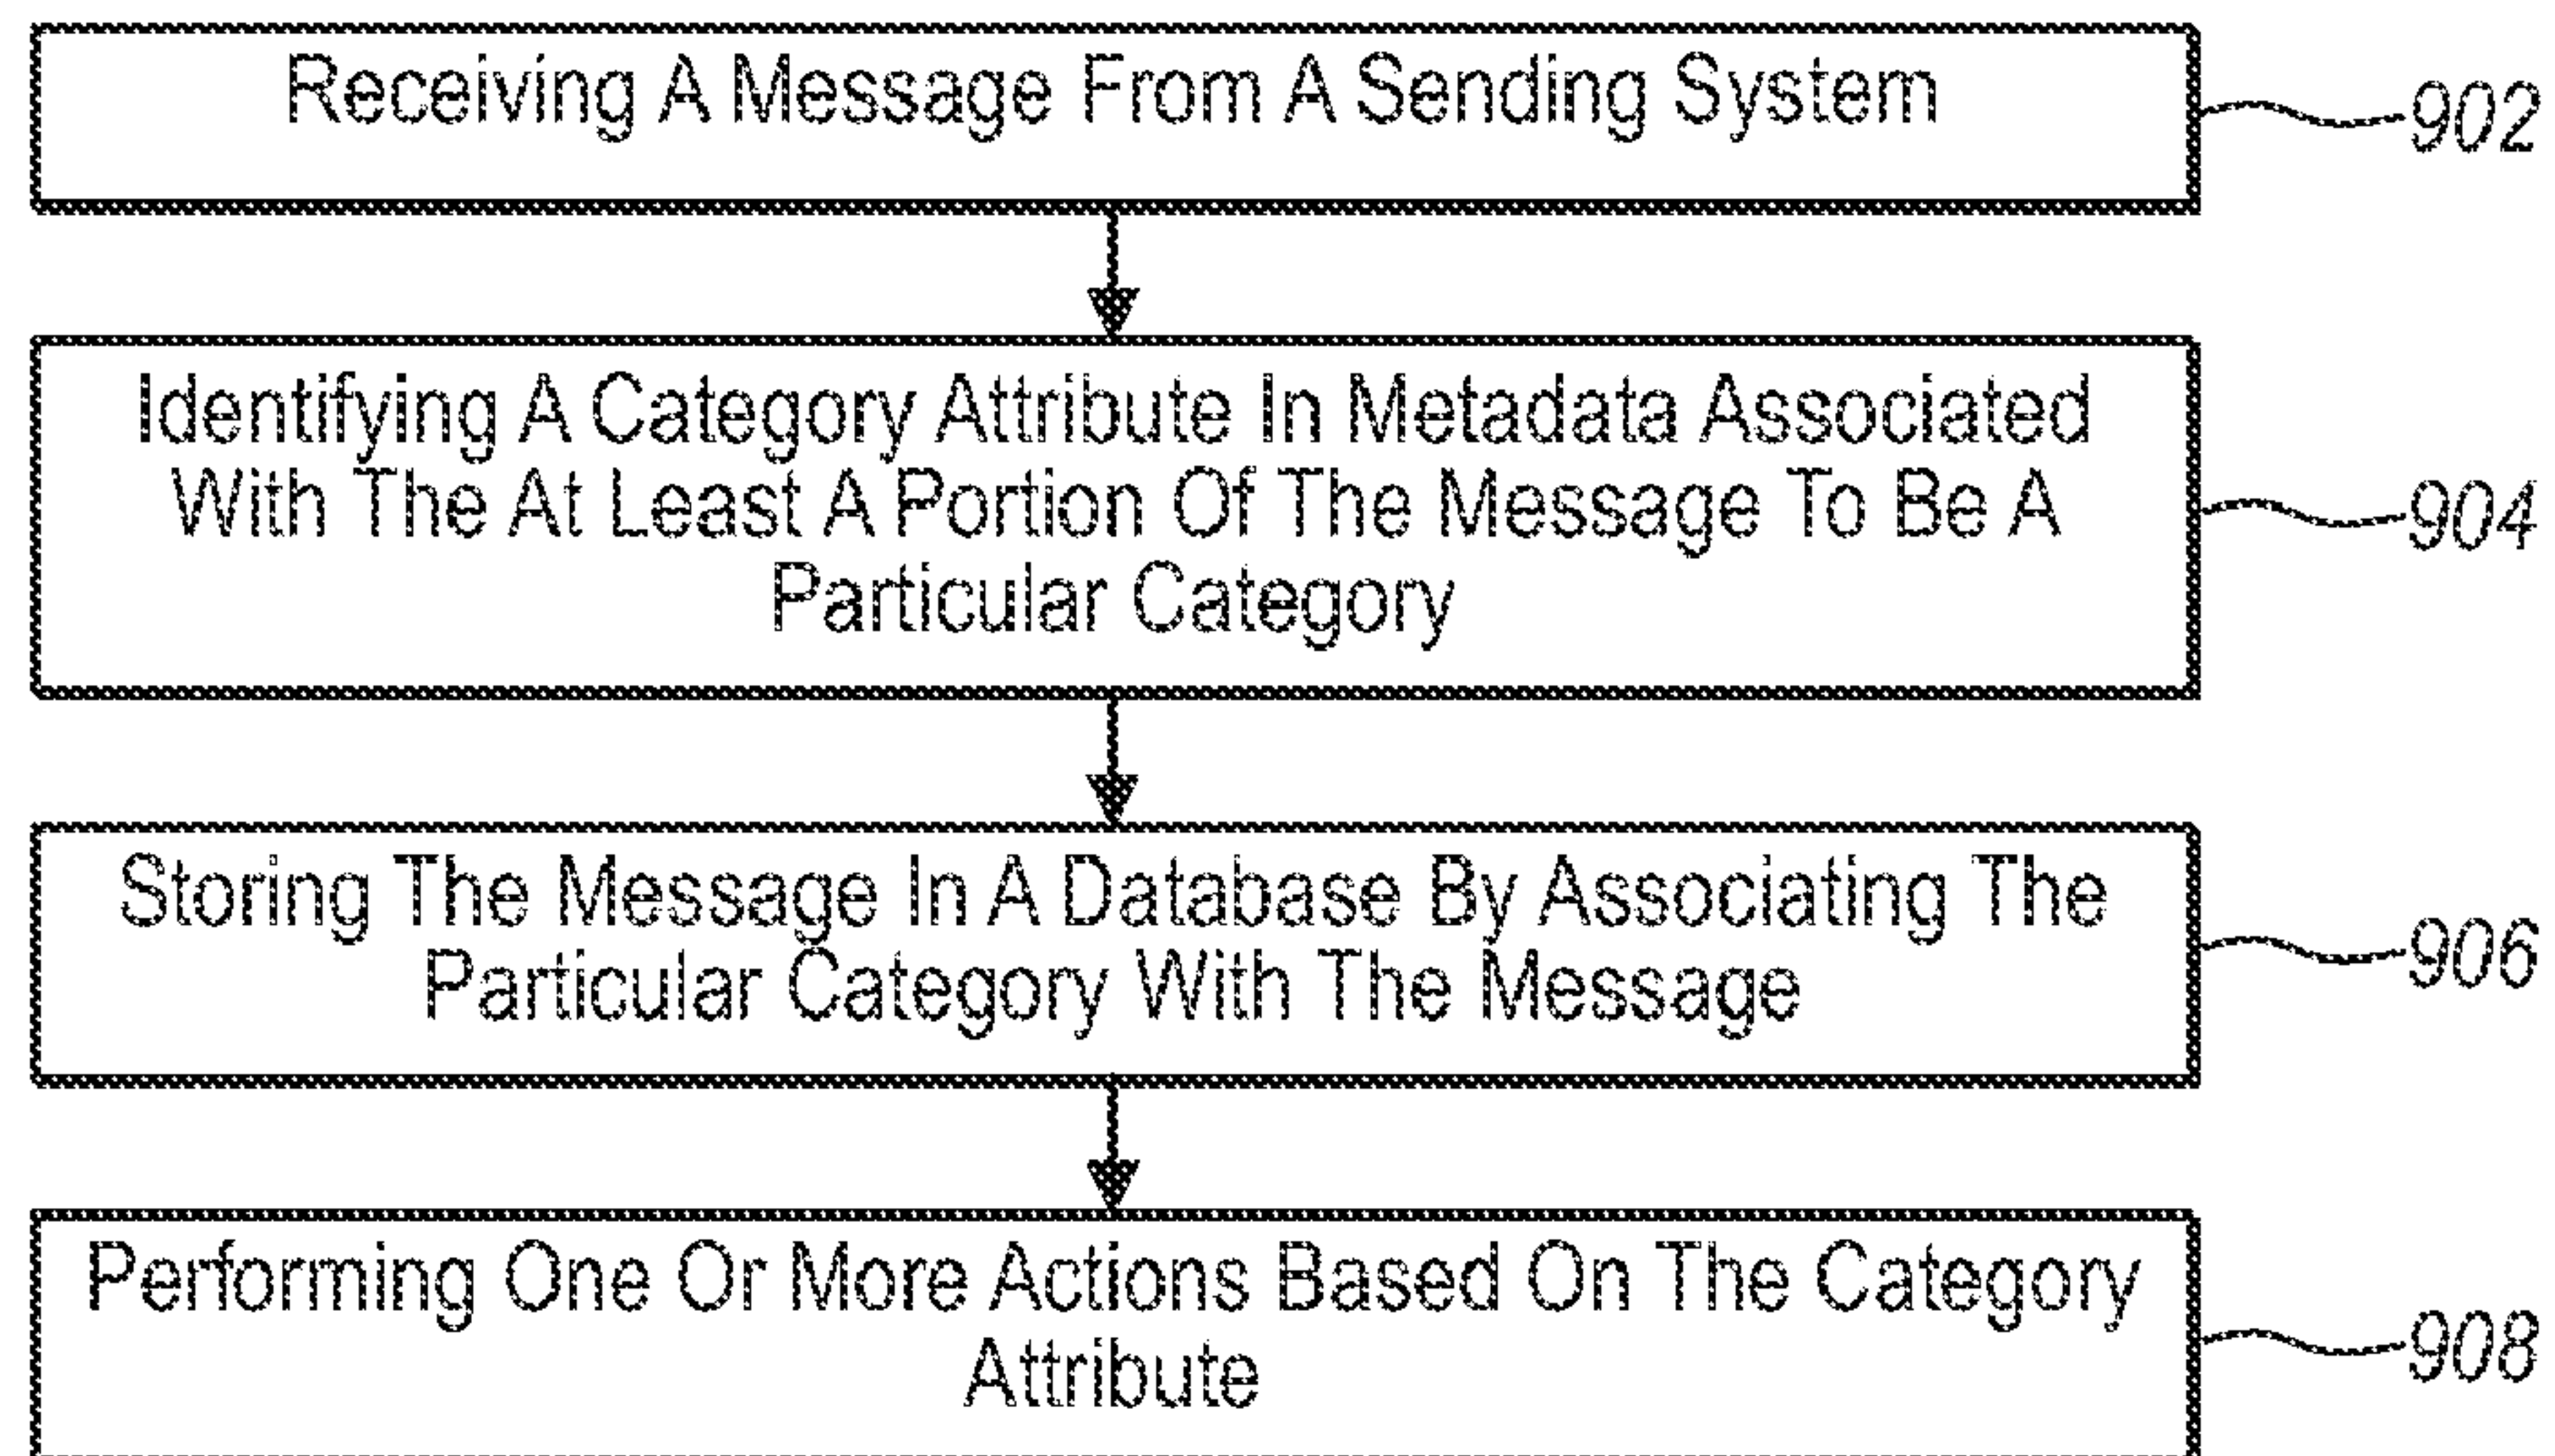 Receiving A Message From A Sending System
902
Identifying A Category Attribute In Metadata Associated
With The At Least A Portion Of The Message To Be A
Particular Category
904
Storing The Message In A Database By Associating The
Particular Category With The Message
906
Performing One Or More Actions Based On The Category
Attribute
908